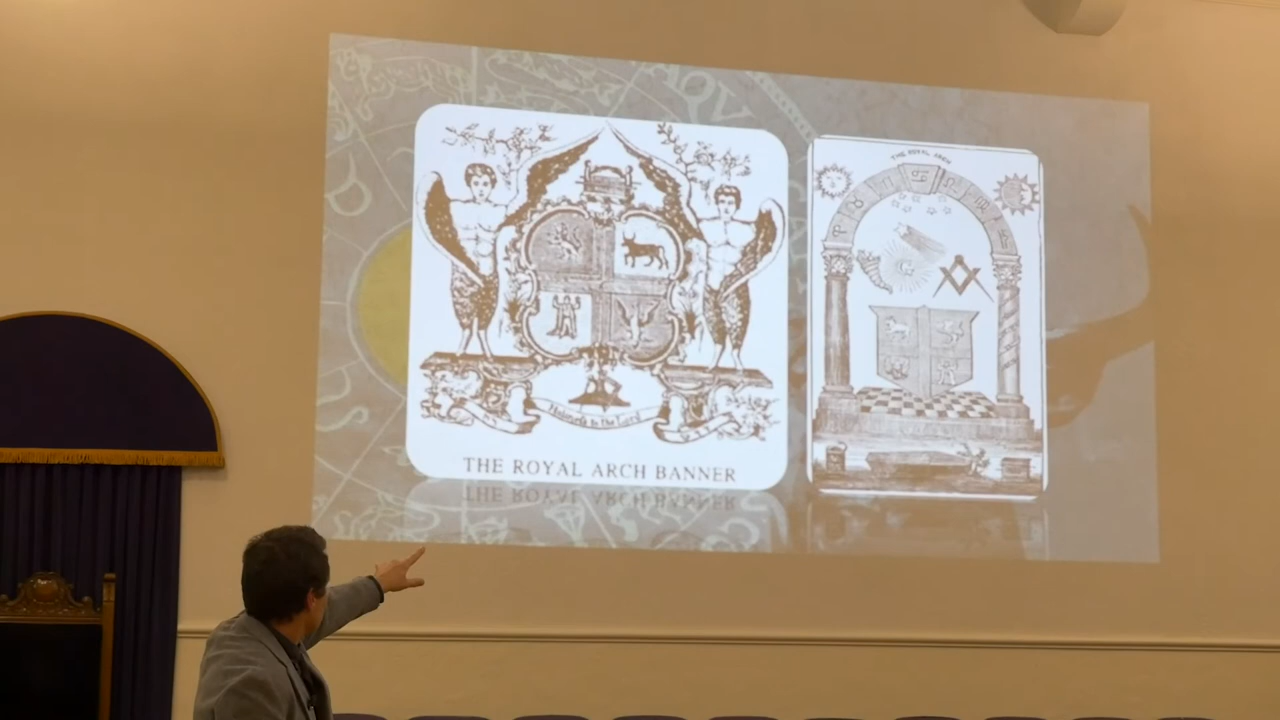 Holiness to the Lord
THE ROYAL ARCH BANNER
THE ROYAL ARCH